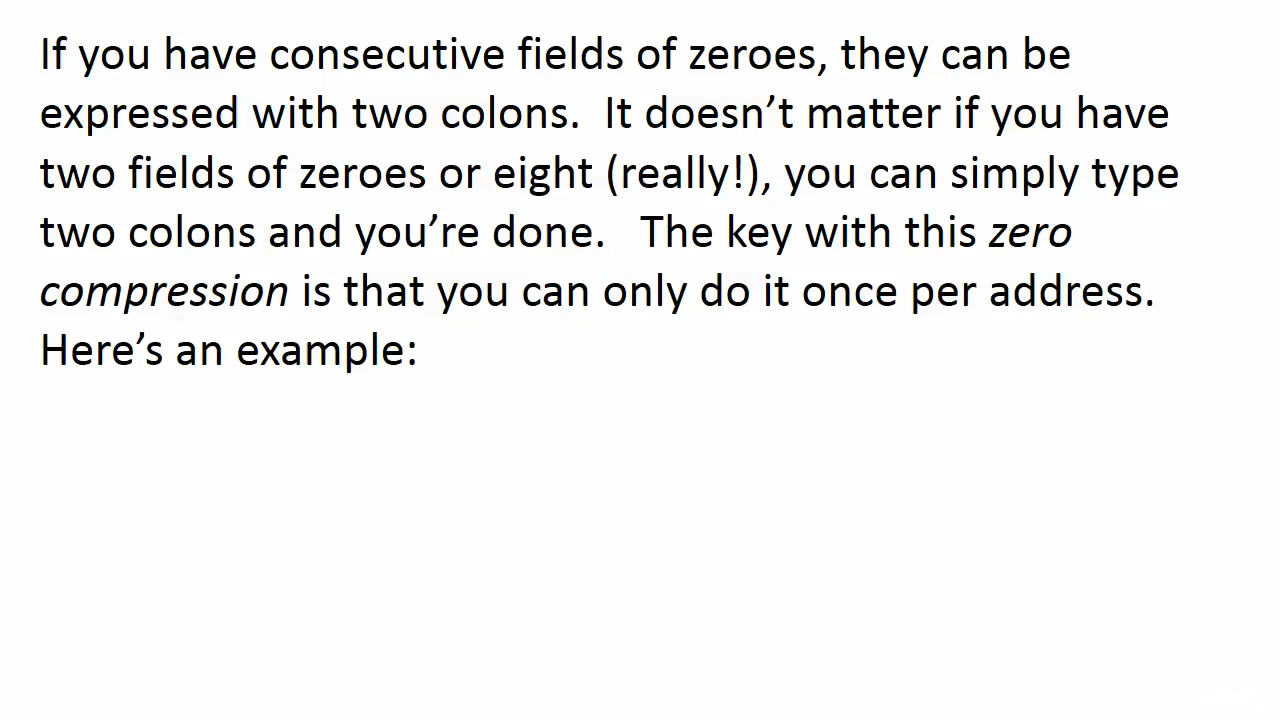 If you have consecutive fields of zeroes, they can be
expressed with two colons.  It doesn’t matter if you have
two fields of zeroes or eight (really!), you can simply type
two colons and you’re done.   The key with this zero
compression is that you can only do it once per address.
Here’s an example: